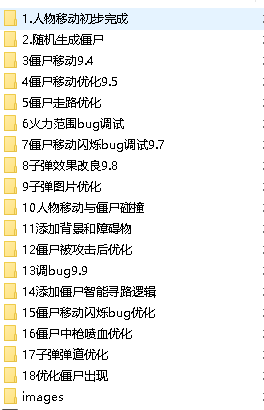 1.人物移动初步完成
2.随机生成僵尸
3僵尸移动9.4
4僵尸移动优化9.5
5僵尸走路优化
6火力范围bug调试
7僵尸移动闪烁bug调试9.7
8子弹效果改良9.8
9子弹图片优化
10人物移动与僵尸碰撞
11添加背景和障碍物
12僵尸被攻击后优化
13调bug9.9
14添加僵尸智能寻路逻辑
15僵尸移动闪烁bug优化
16僵尸中枪喷血优化
17子弹弹道优化
18优化僵尸出现
images